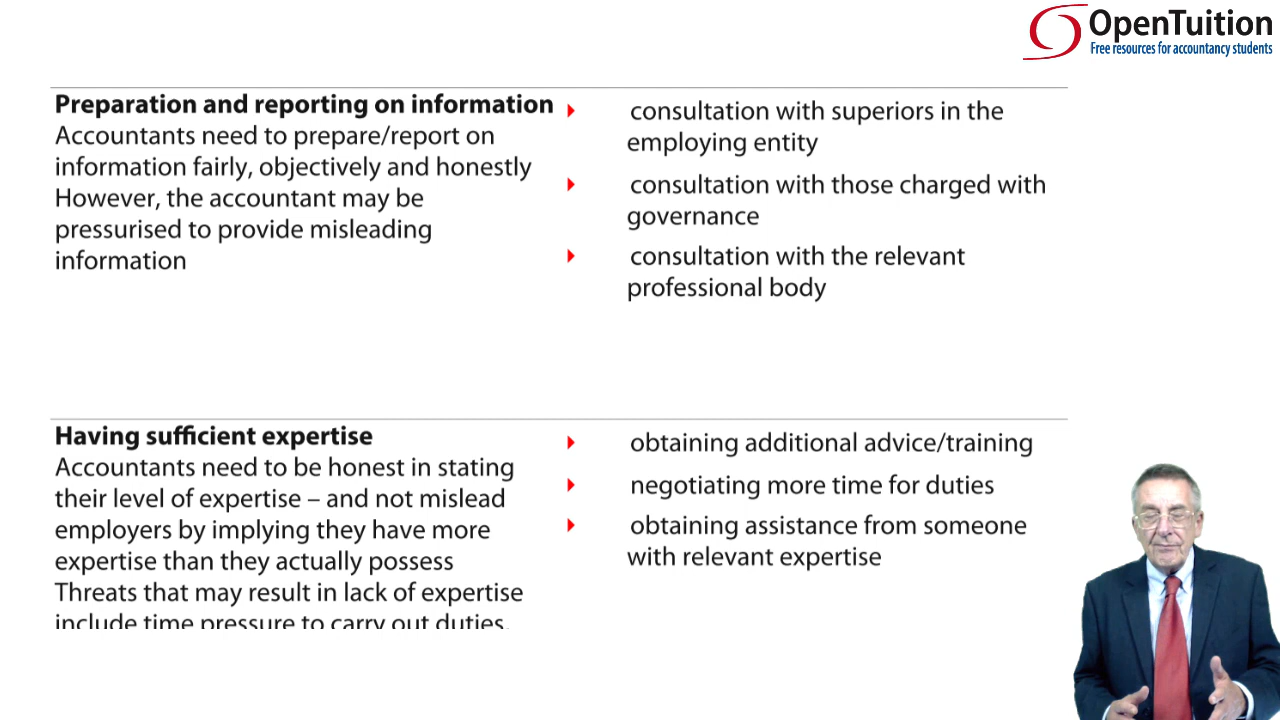 OpenTuition
Free resources for accountancy students
Preparation and reporting on information
Accountants need to prepare/report on
information fairly, objectively and honestly
However, the accountant may be
pressurised to provide misleading
information
consultation with superiors in the
employing entity
consultation with those charged with
governance
consultation with the relevant
professional body
Having sufficient expertise
Accountants need to be honest in stating
their level of expertise – and not mislead
employers by implying they have more
expertise than they actually possess
Threats that may result in lack of expertise
include time pressure to carry out duties,
obtaining additional advice/training
negotiating more time for duties
obtaining assistance from someone
with relevant expertise